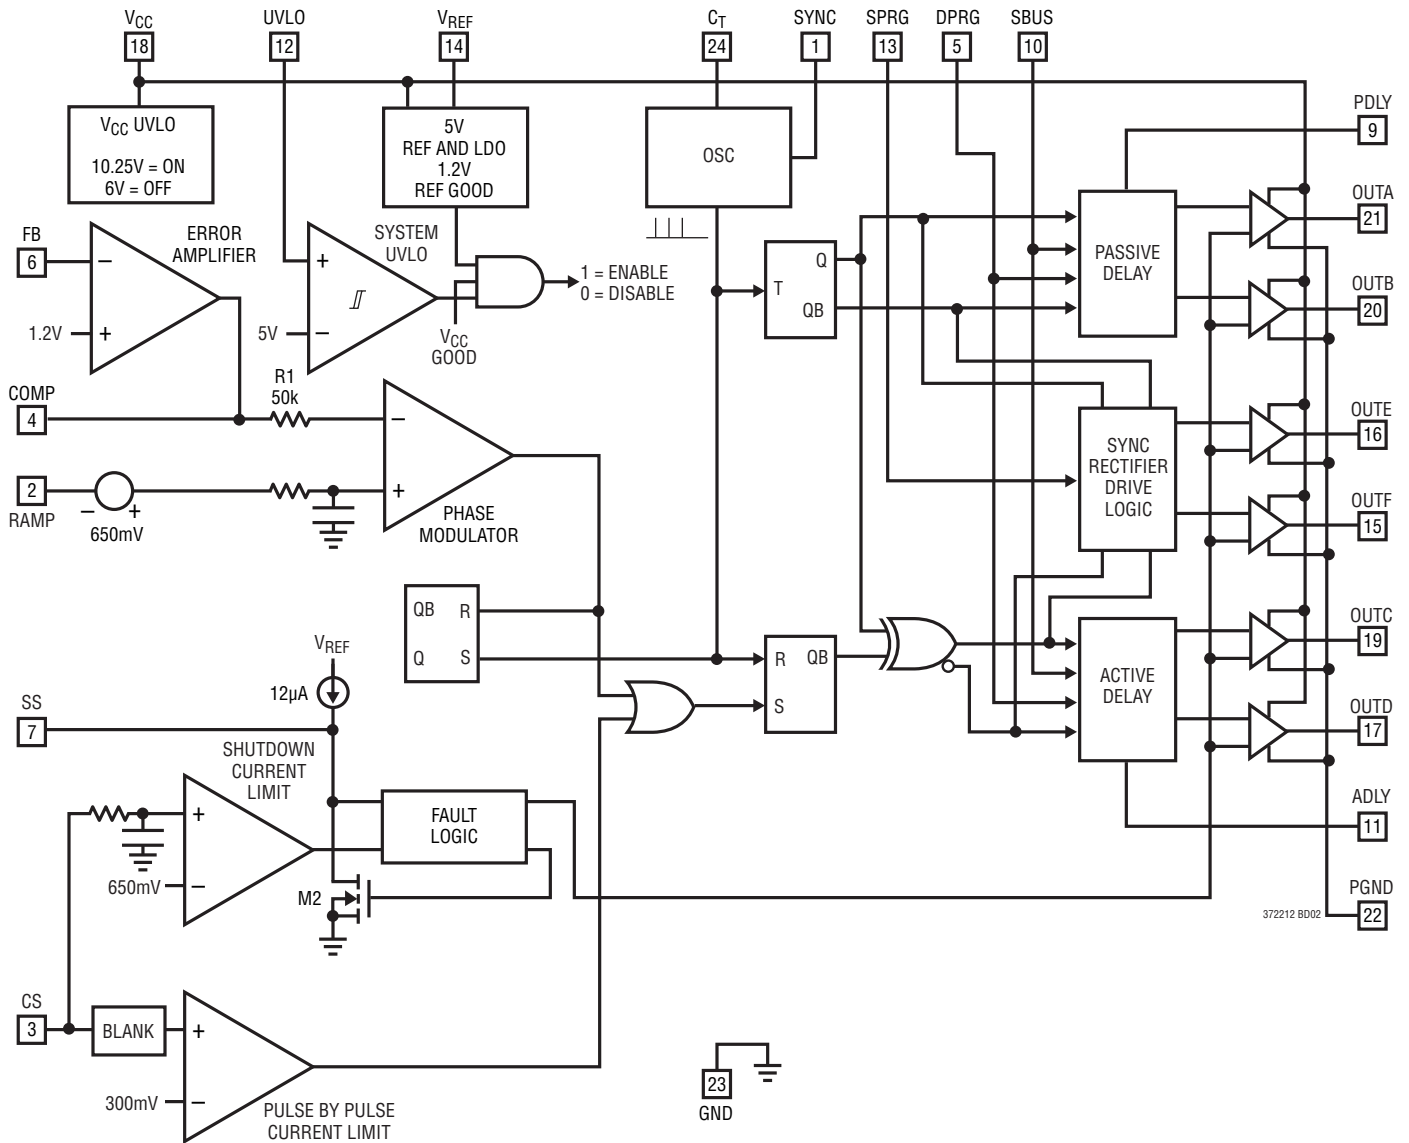 VCC
18
UVLO
12
VREF
14
CT
24
SYNC
1
SPRG
13
DPRG
5
SBUS
10
VCC UVLO
10.25V = ON
6V = OFF
5V
REF AND LDO
1.2V
REF GOOD
OSC
PDLY
9
FB
6
ERROR
AMPLIFIER
–
+
1.2V
SYSTEM
UVLO
+
–
5V
VCC
GOOD
1 = ENABLE
0 = DISABLE
T
Q
QB
PASSIVE
DELAY
OUTA
21
OUTB
20
COMP
4
R1
50k
–
+
PHASE
MODULATOR
2
RAMP
– +
650mV
SYNC
RECTIFIER
DRIVE
LOGIC
OUTE
16
OUTF
15
QB R
Q S
R QB
S
ACTIVE
DELAY
OUTC
19
OUTD
17
ADLY
11
PGND
22
VREF
12µA
SS
7
SHUTDOWN
CURRENT
LIMIT
+
–
650mV
FAULT
LOGIC
M2
372212 BD02
CS
3
BLANK
+
–
300mV
PULSE BY PULSE
CURRENT LIMIT
23
GND